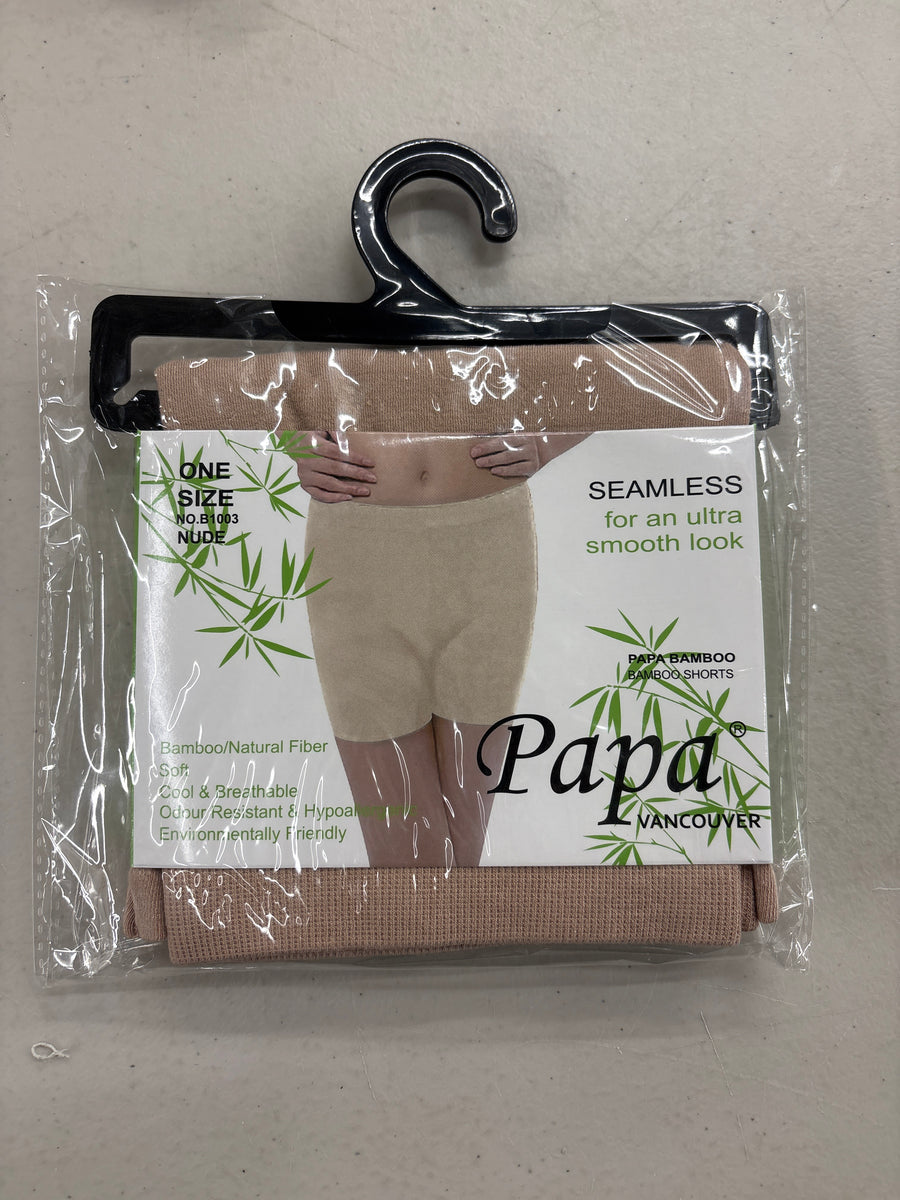 ONE
SIZE
NO.B1003
NUDE
SEAMLESS
for an ultra
smooth look
PAPA BAMBOO
BAMBOO SHORTS
Papa®
VANCOUVER
Bamboo/Natural Fiber
Soft
Cool & Breathable
Odour Resistant & Hypoallergenic
Environmentally Friendly